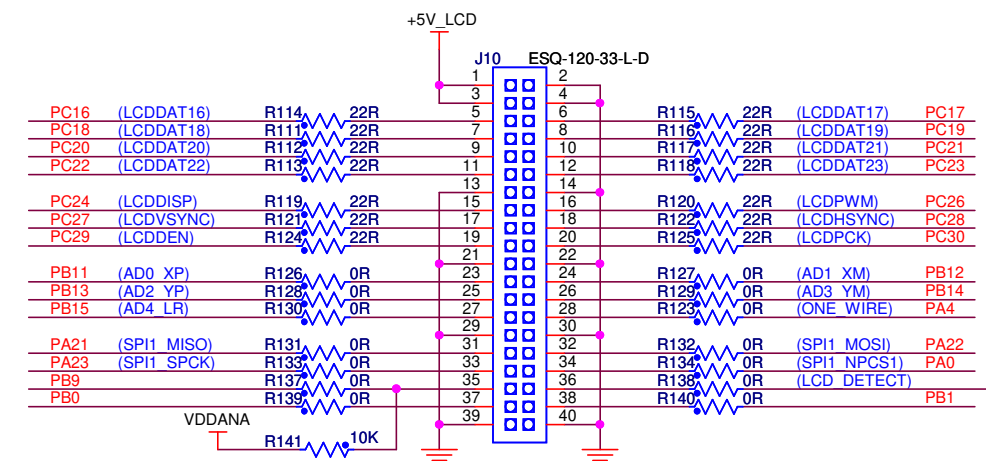 +5V_LCD
J10 ESQ-120-33-L-D
1 2
3 4
PC16 (LCDDAT16) R114 22R 5 6 R115 22R (LCDDAT17) PC17
PC18 (LCDDAT18) R111 22R 7 8 R116 22R (LCDDAT19) PC19
PC20 (LCDDAT20) R112 22R 9 10 R117 22R (LCDDAT21) PC21
PC22 (LCDDAT22) R113 22R 11 12 R118 22R (LCDDAT23) PC23
13 14
PC24 (LCDDISP) R119 22R 15 16 R120 22R (LCDPWM) PC26
PC27 (LCDVSYNC) R121 22R 17 18 R122 22R (LCDHSYNC) PC28
PC29 (LCDDEN) R124 22R 19 20 R125 22R (LCDPCK) PC30
21 22
PB11 (AD0_XP) R126 0R 23 24 R127 0R (AD1_XM) PB12
PB13 (AD2_YP) R128 0R 25 26 R129 0R (AD3_YM) PB14
PB15 (AD4_LR) R130 0R 27 28 R123 0R (ONE_WIRE) PA4
29 30
PA21 (SPI1_MISO) R131 0R 31 32 R132 0R (SPI1_MOSI) PA22
PA23 (SPI1_SPCK) R133 0R 33 34 R134 0R (SPI1_NPCS1) PA0
PB9 R137 0R 35 36 R138 0R (LCD_DETECT)
PB0 R139 0R 37 38 R140 0R PB1
VDDANA 39 40
R141 10K